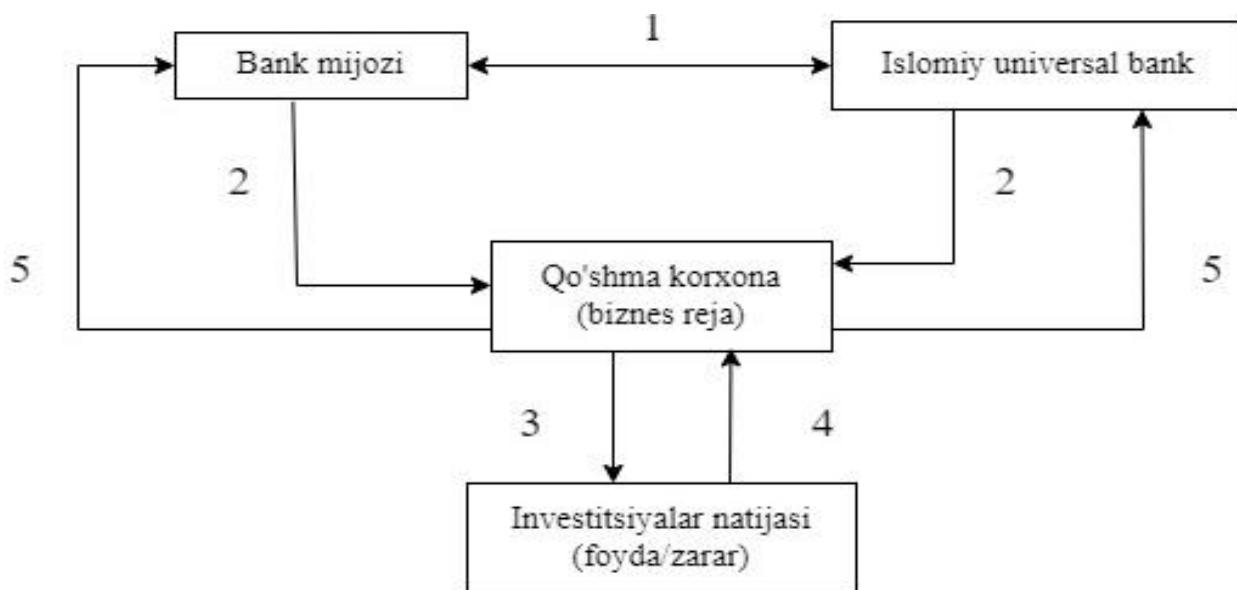 1
Bank mijozi
Islomiy universal bank
2
2
5
Qo'shma korxona
(biznes reja)
5
3
4
Investitsiyalar natijasi
(foyda/zarar)